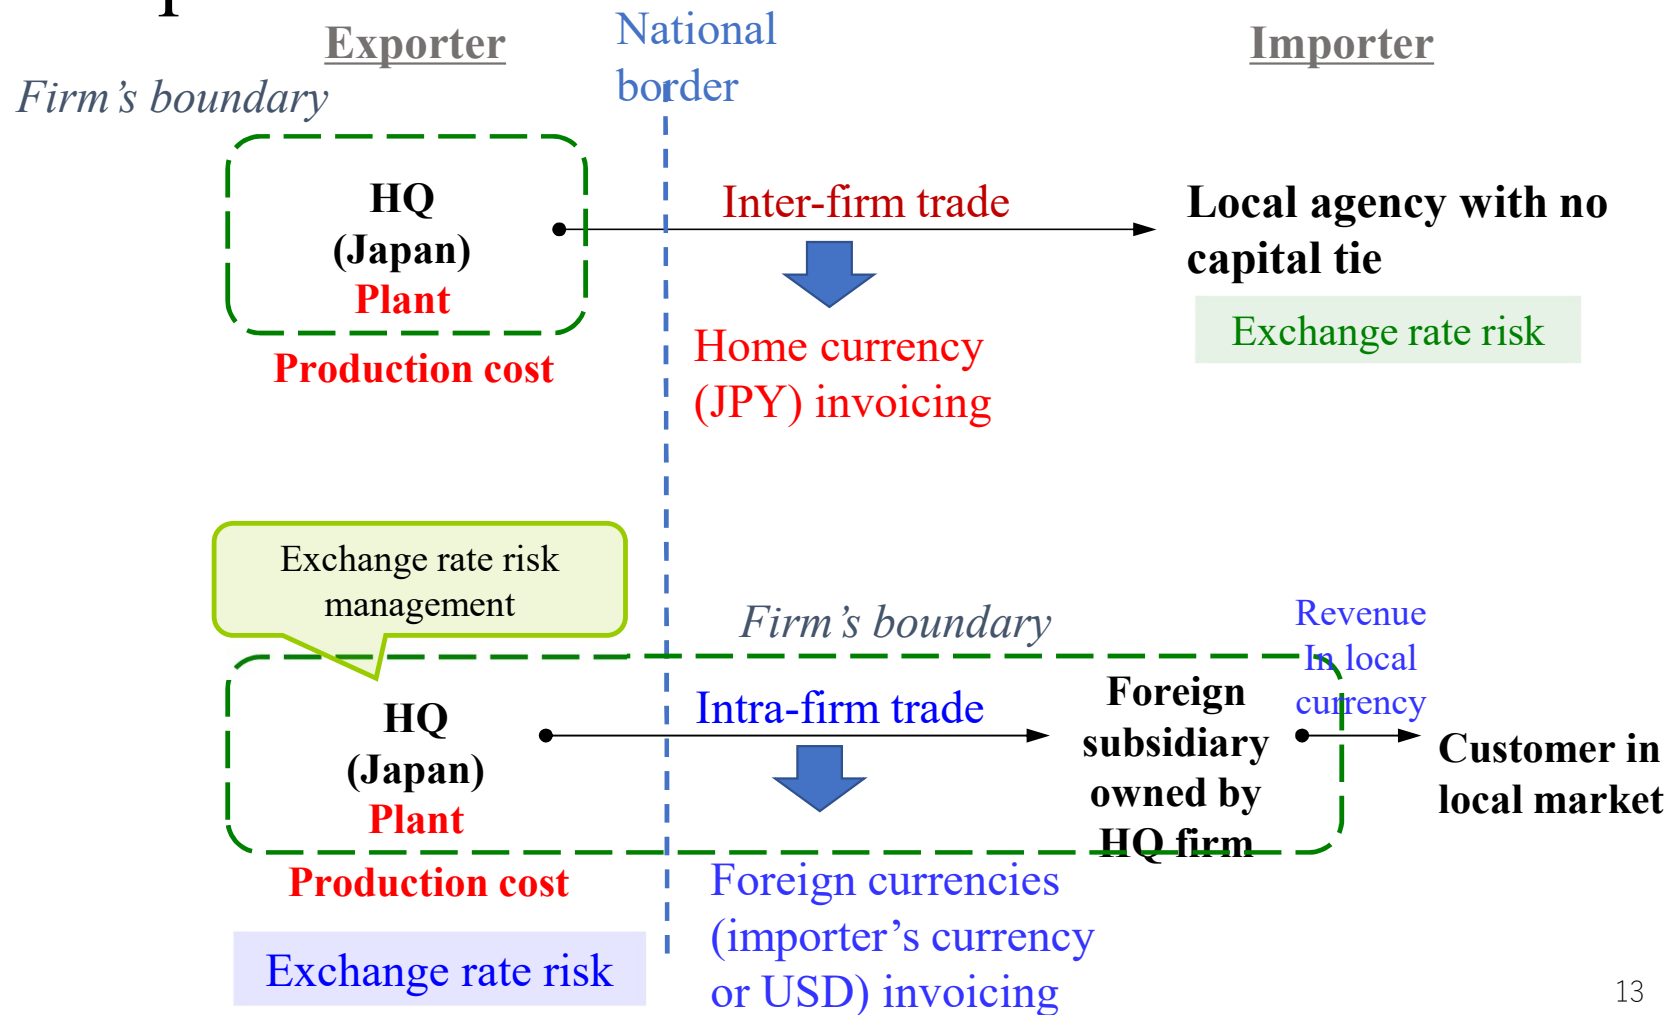 Exporter
National
border
Importer
Firm’s boundary
HQ
(Japan)
Plant
Production cost
Inter-firm trade
Home currency
(JPY) invoicing
Local agency with no
capital tie
Exchange rate risk
Exchange rate risk
management
Firm’s boundary
HQ
(Japan)
Plant
Production cost
Exchange rate risk
Intra-firm trade
Foreign currencies
(importer’s currency
or USD) invoicing
Foreign
subsidiary
owned by
HQ firm
Revenue
In local
currency
Customer in
local market
13